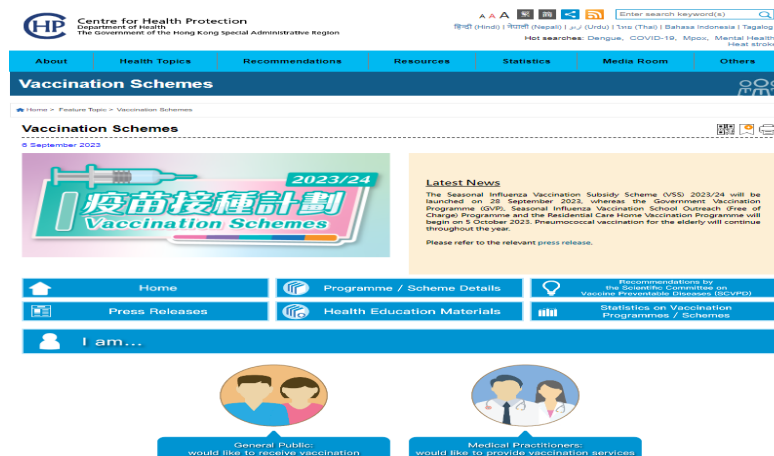 CHP
Centre for Health Protection
Department of Health
The Government of the Hong Kong Special Administrative Region
A A A
Enter search keyword(s)
हिन्दी (Hindi) | नेपाली (Nepali) | اردو (Urdu) | ไทย (Thai) | Bahasa Indonesia | Tagalog
Hot searches: Dengue, COVID-19, Mpox, Mental Health
Heat stroke
About Health Topics Recommendations Resources Statistics Media Room Others
Vaccination Schemes
Home > Feature Topic > Vaccination Schemes
Vaccination Schemes
6 September 2023
2023/24
疫苗接種計劃
Vaccination Schemes
Latest News
The Seasonal Influenza Vaccination Subsidy Scheme (VSS) 2023/24 will be
launched on 28 September 2023, whereas the Government Vaccination
Programme (GVP), Seasonal Influenza Vaccination School Outreach (Free of
Charge) Programme and the Residential Care Home Vaccination Programme will
begin on 5 October 2023. Pneumococcal vaccination for the elderly will continue
throughout the year.
Please refer to the relevant press release.
Home
Programme / Scheme Details
Recommendations by
the Scientific Committee on
Vaccine Preventable Diseases (SCVPD)
Press Releases
Health Education Materials
Statistics on Vaccination
Programmes / Schemes
I am...
General Public:
would like to receive vaccination
Medical Practitioners:
would like to provide vaccination services